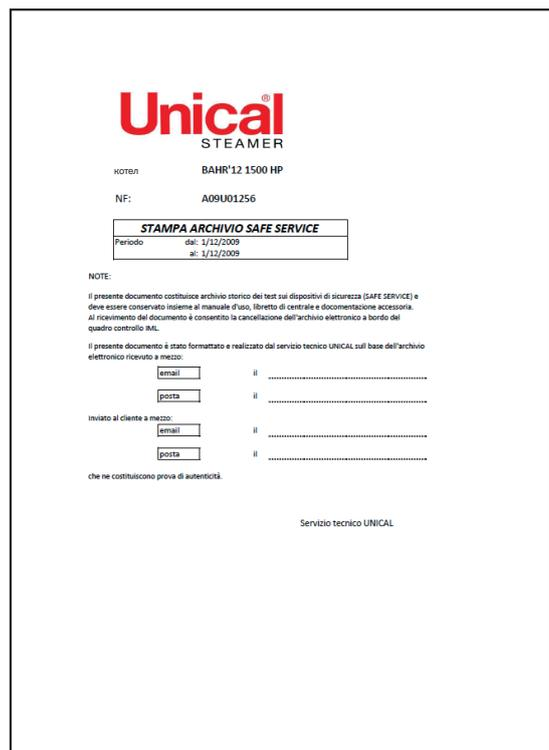 Unical®
STEAMER
котел BAHR'12 1500 HP
NF: A09U01256
STAMPA ARCHIVIO SAFE SERVICE
Periodo dal: 1/12/2009
al: 1/12/2009
NOTE:
Il presente documento costituisce archivio storico dei test sui dispositivi di sicurezza (SAFE SERVICE) e
deve essere conservato insieme al manuale d'uso, libretto di centrale e docomentazione accessoria.
Al ricevimento del documento è consentito la cancellazione dell'archivio elettronico a bordo del
quadro controllo IML.
Il presente documento è stato formattato e realizzato dal servizio tecnico UNICAL sull base dell'archivio
elettronico ricevuto a mezzo:
email il
posta il
Inviato al cliente a mezzo:
email il
posta il
che ne costituiscono prova di autenticità.
Servizio tecnico UNICAL